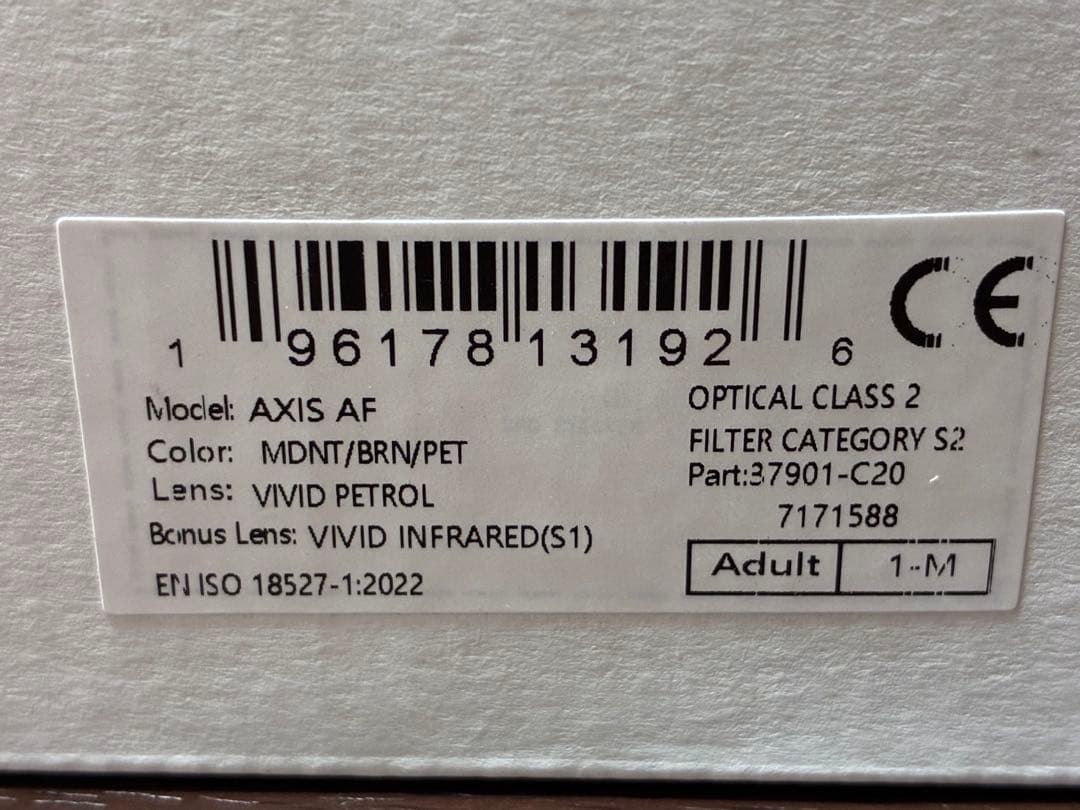 1 96178 13192 6
CE
Model: AXIS AF
Color: MDNT/BRN/PET
Lens: VIVID PETROL
Bonus Lens: VIVID INFRARED(S1)
EN ISO 18527-1:2022
OPTICAL CLASS 2
FILTER CATEGORY S2
Part:37901-C20
7171588
Adult 1-M